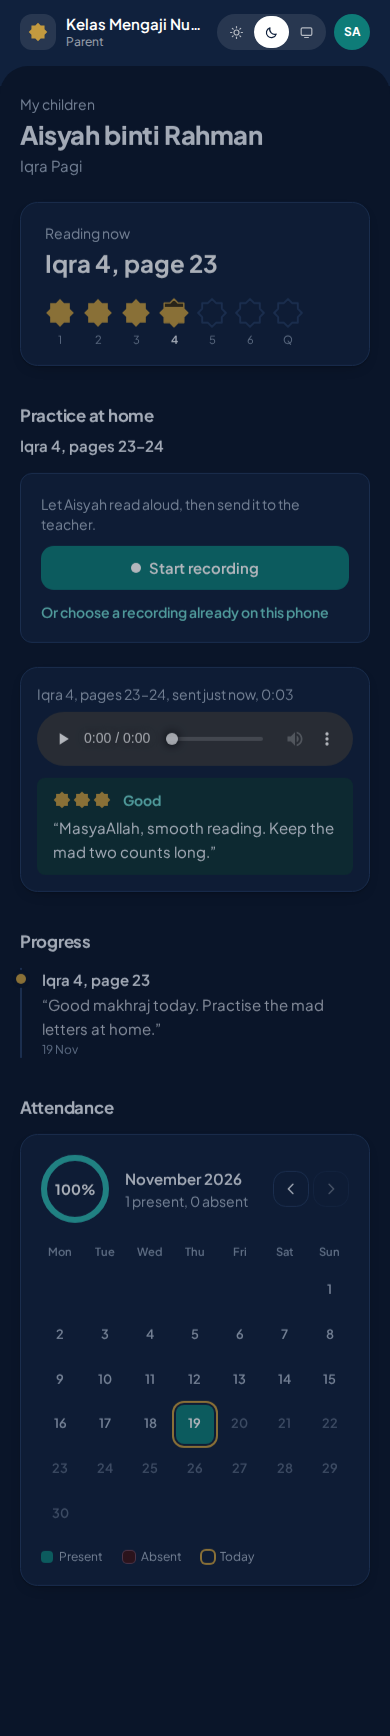 Kelas Mengaji Nu...
Parent
SA
My children
Aisyah binti Rahman
Iqra Pagi
Reading now
Iqra 4, page 23
1 2 3 4 5 6 Q
Practice at home
Iqra 4, pages 23–24
Let Aisyah read aloud, then send it to the
teacher.
Start recording
Or choose a recording already on this phone
Iqra 4, pages 23–24, sent just now, 0:03
0:00 / 0:00
Good
“MasyaAllah, smooth reading. Keep the
mad two counts long.”
Progress
Iqra 4, page 23
“Good makhraj today. Practise the mad
letters at home.”
19 Nov
Attendance
100%
November 2026
1 present, 0 absent
Mon Tue Wed Thu Fri Sat Sun
1
2 3 4 5 6 7 8
9 10 11 12 13 14 15
16 17 18 19 20 21 22
23 24 25 26 27 28 29
30
Present Absent Today